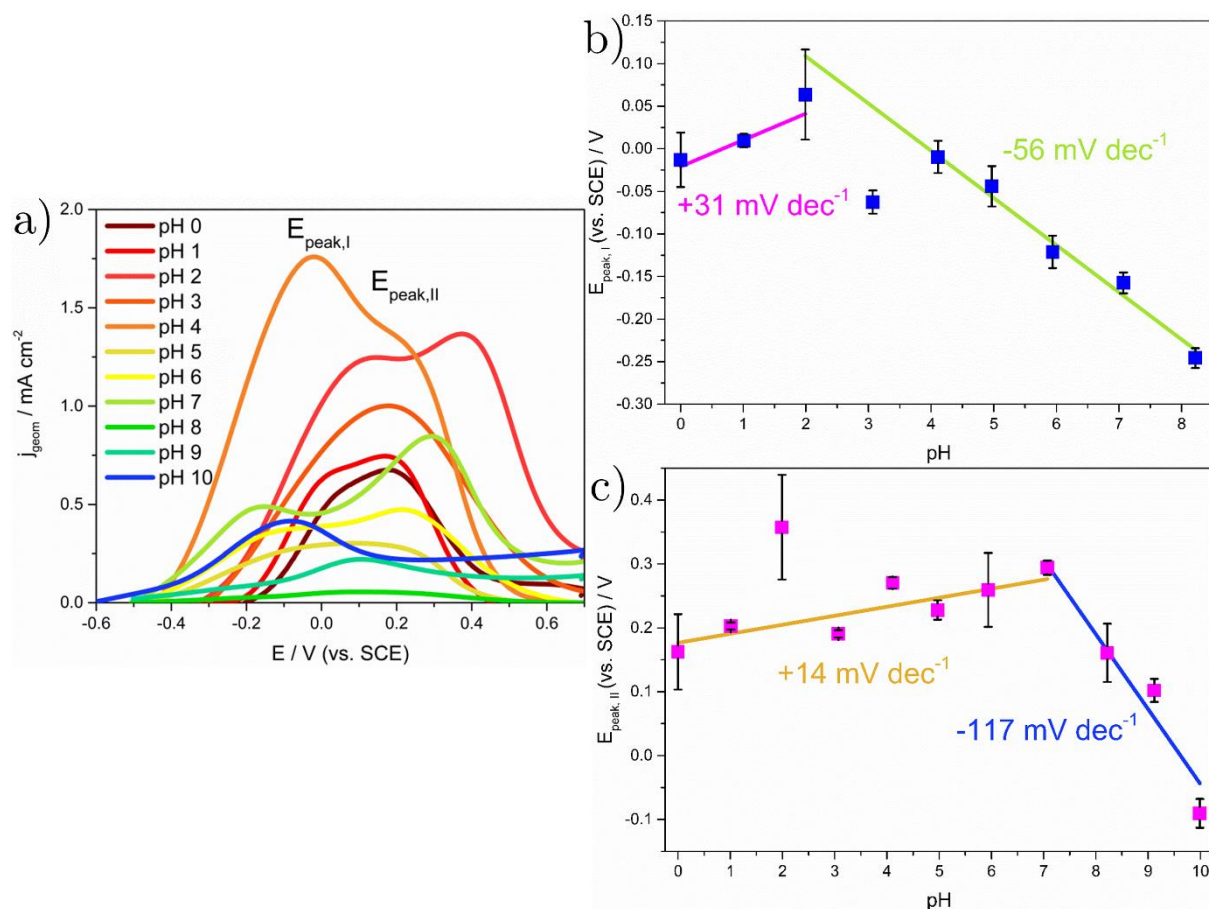 a)
E_peak,I
E_peak,II
pH 0
pH 1
pH 2
pH 3
pH 4
pH 5
pH 6
pH 7
pH 8
pH 9
pH 10
2.0
1.5
1.0
0.5
0.0
j_geom / mA cm^-2
-0.6 -0.4 -0.2 0.0 0.2 0.4 0.6
E / V (vs. SCE)
b)
0.15
0.10
0.05
0.00
-0.05
-0.10
-0.15
-0.20
-0.25
-0.30
E_peak, I (vs. SCE) / V
+31 mV dec^-1
-56 mV dec^-1
0 1 2 3 4 5 6 7 8
pH
c)
0.4
0.3
0.2
0.1
0.0
-0.1
E_peak, II (vs. SCE) / V
+14 mV dec^-1
-117 mV dec^-1
0 1 2 3 4 5 6 7 8 9 10
pH